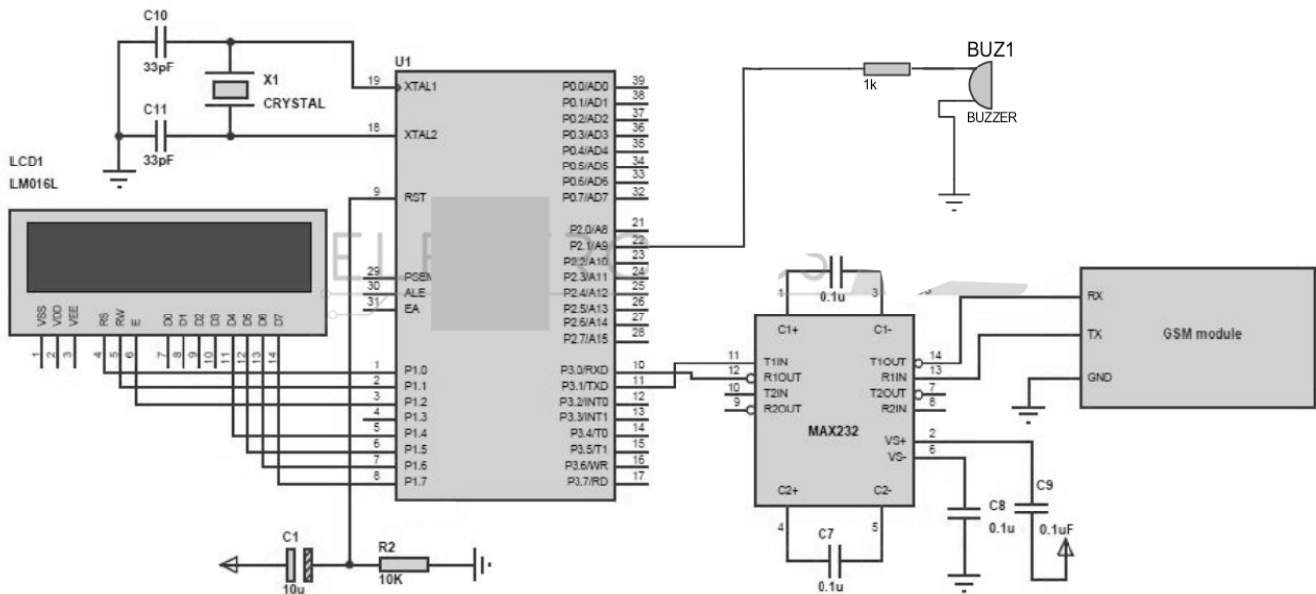 C10
33pF
X1
CRYSTAL
C11
33pF
LCD1
LM016L
VSS
VDD
VEE
RS
RW
E
D0
D1
D2
D3
D4
D5
D6
D7
1
2
3
4
5
6
7
8
9
10
11
12
13
14
U1
19 XTAL1
18 XTAL2
9 RST
29
30 ALE
31 EA
1 P1.0
2 P1.1
3 P1.2
4 P1.3
5 P1.4
6 P1.5
7 P1.6
8 P1.7
P0.0/AD0 39
P0.1/AD1 38
P0.2/AD2 37
P0.3/AD3 36
P0.4/AD4 35
P0.5/AD5 34
P0.6/AD6 33
P0.7/AD7 32
P2.0/A8 21
P2.1/A9 22
P2.2/A10 23
P2.3/A11 24
P2.4/A12 25
P2.5/A13 26
P2.6/A14 27
P2.7/A15 28
P3.0/RXD 10
P3.1/TXD 11
P3.2/INT0 12
P3.3/INT1 13
P3.4/T0 14
P3.5/T1 15
P3.6/WR 16
P3.7/RD 17
C1
10u
R2
10K
1k
BUZ1
BUZZER
0.1u
1
3
C1+
C1-
11 T1IN
12 R1OUT
10 T2IN
9 R2OUT
T1OUT 14
R1IN 13
T2OUT 7
R2IN 8
MAX232
VS+ 2
VS- 6
C2+
C2-
4
5
C7
0.1u
C8
0.1u
C9
0.1uF
RX
TX
GND
GSM module